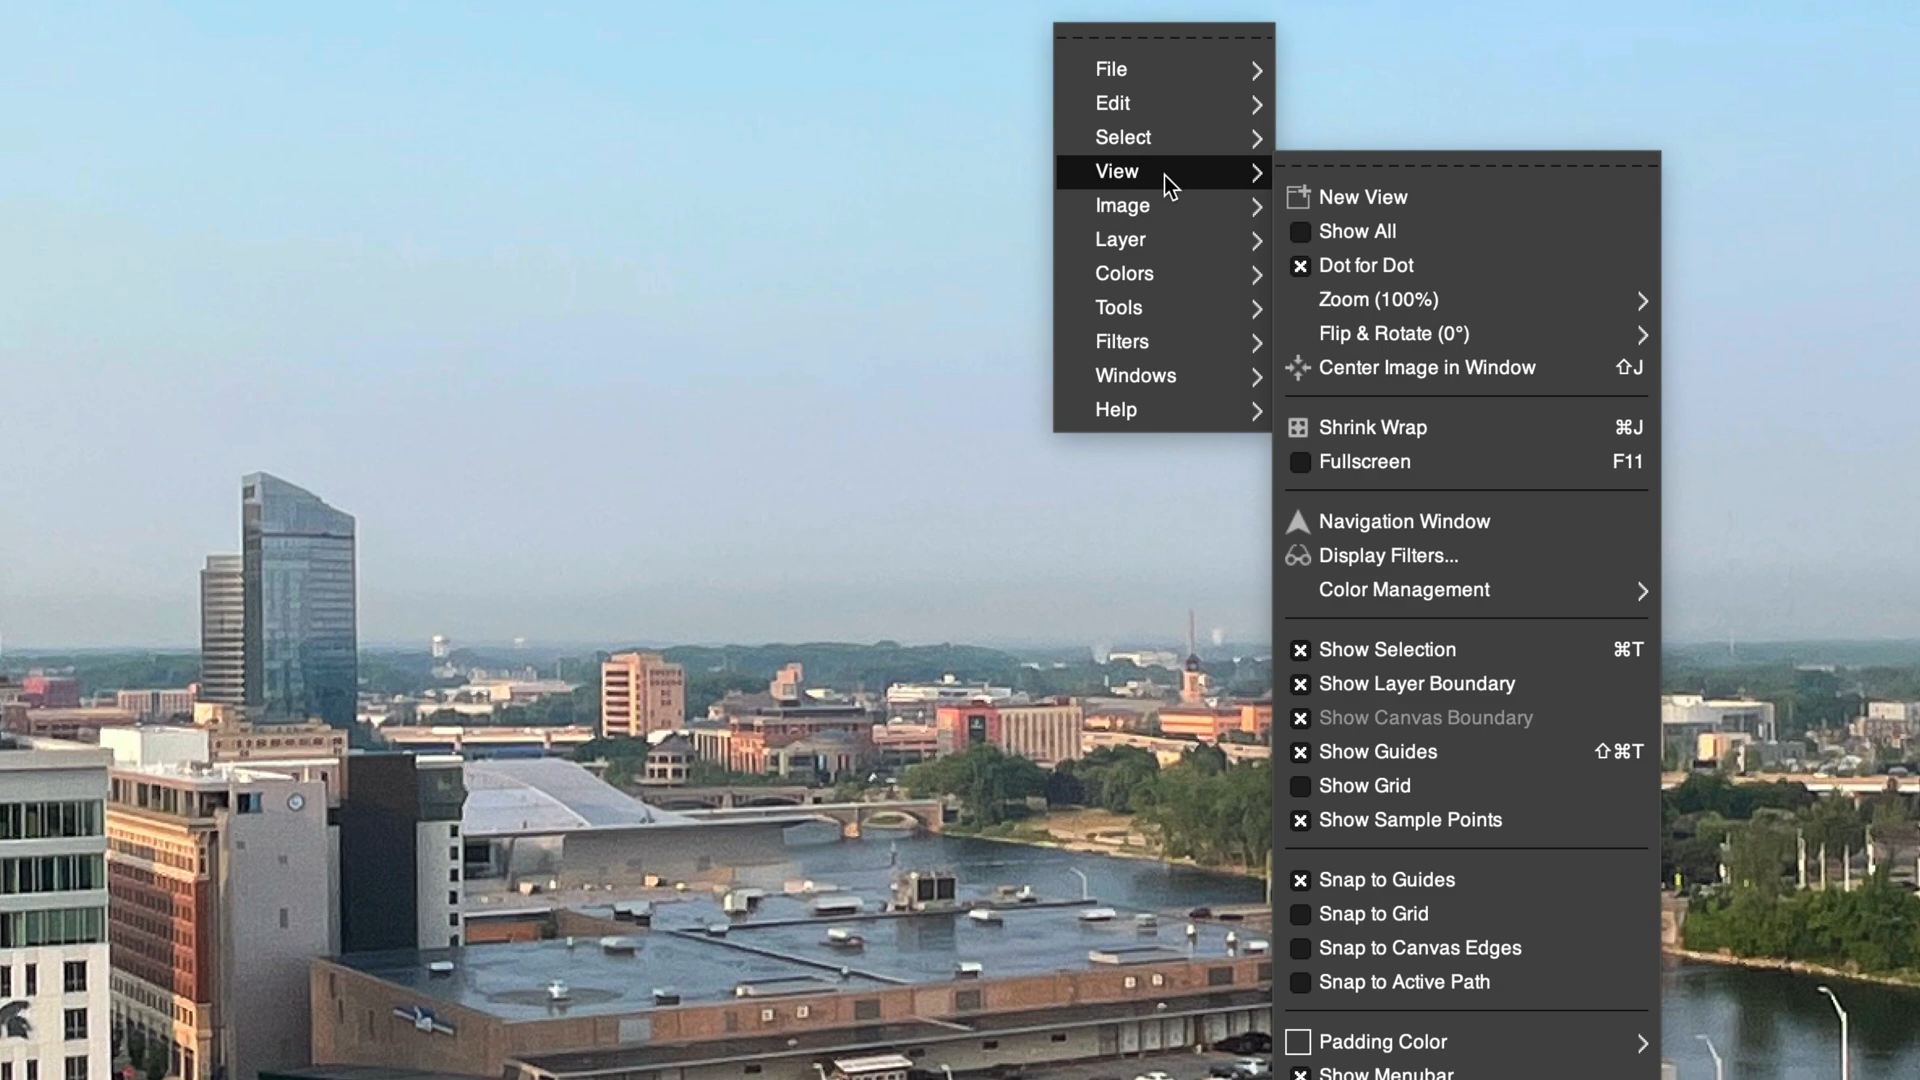 File
Edit
Select
View
Image
Layer
Colors
Tools
Filters
Windows
Help
New View
Show All
Dot for Dot
Zoom (100%)
Flip & Rotate (0°)
Center Image in Window ⇧J
Shrink Wrap ⌘J
Fullscreen F11
Navigation Window
Display Filters...
Color Management
Show Selection ⌘T
Show Layer Boundary
Show Canvas Boundary
Show Guides ⇧⌘T
Show Grid
Show Sample Points
Snap to Guides
Snap to Grid
Snap to Canvas Edges
Snap to Active Path
Padding Color
Show Menubar